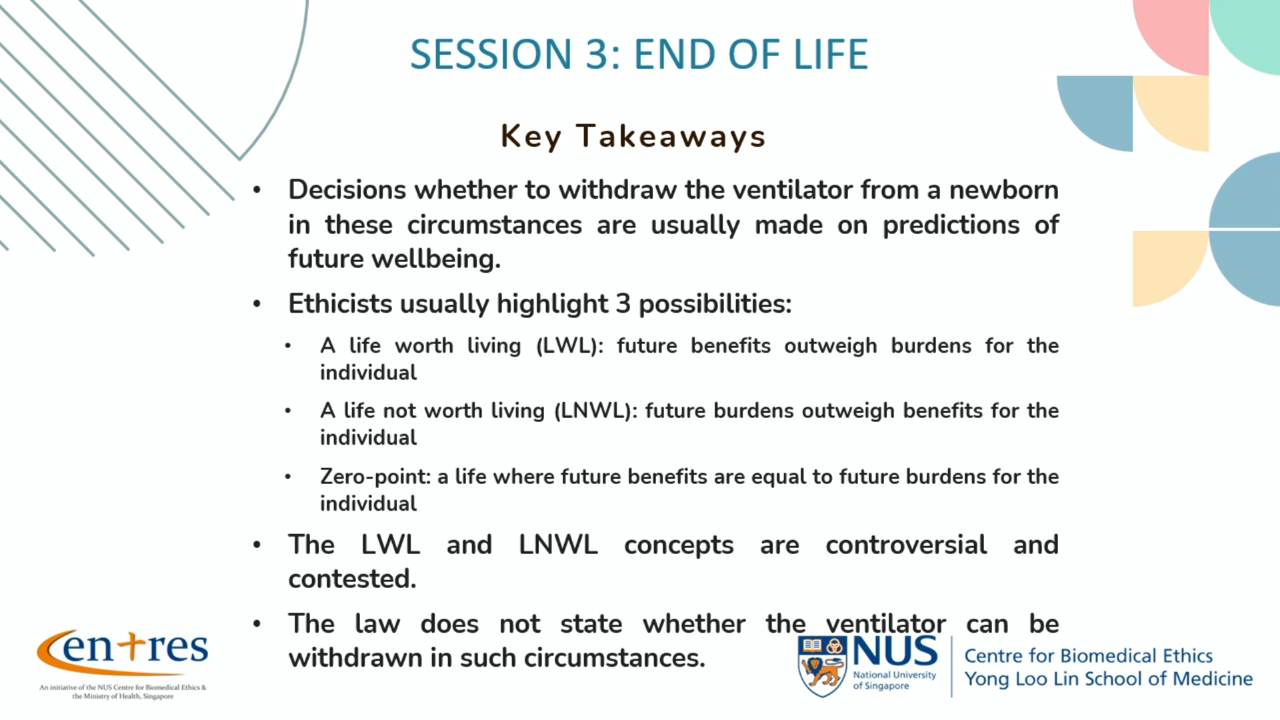 SESSION 3: END OF LIFE
Key Takeaways
• Decisions whether to withdraw the ventilator from a newborn
in these circumstances are usually made on predictions of
future wellbeing.
• Ethicists usually highlight 3 possibilities:
• A life worth living (LWL): future benefits outweigh burdens for the
individual
• A life not worth living (LNWL): future burdens outweigh benefits for the
individual
• Zero-point: a life where future benefits are equal to future burdens for the
individual
• The LWL and LNWL concepts are controversial and
contested.
• The law does not state whether the ventilator can be
withdrawn in such circumstances.
Centres
An initiative of the NUS Centre for Biomedical Ethics &
the Ministry of Health, Singapore
NUS
National University
of Singapore
Centre for Biomedical Ethics
Yong Loo Lin School of Medicine